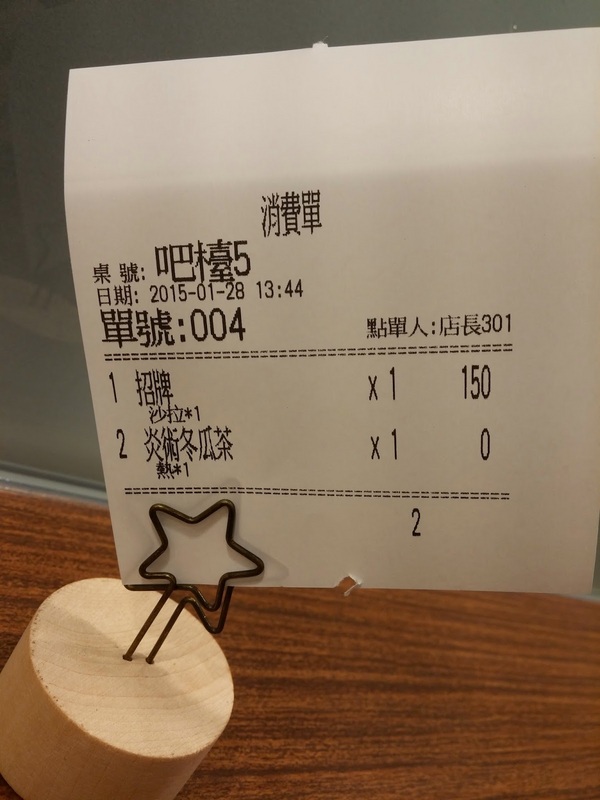 消費單
桌 號: 吧檯5
日期: 2015-01-28 13:44
單號:004 點單人:店長301
1 招牌 x 1 150
沙拉*1
2 炎術冬瓜茶 x 1 0
熱*1
2